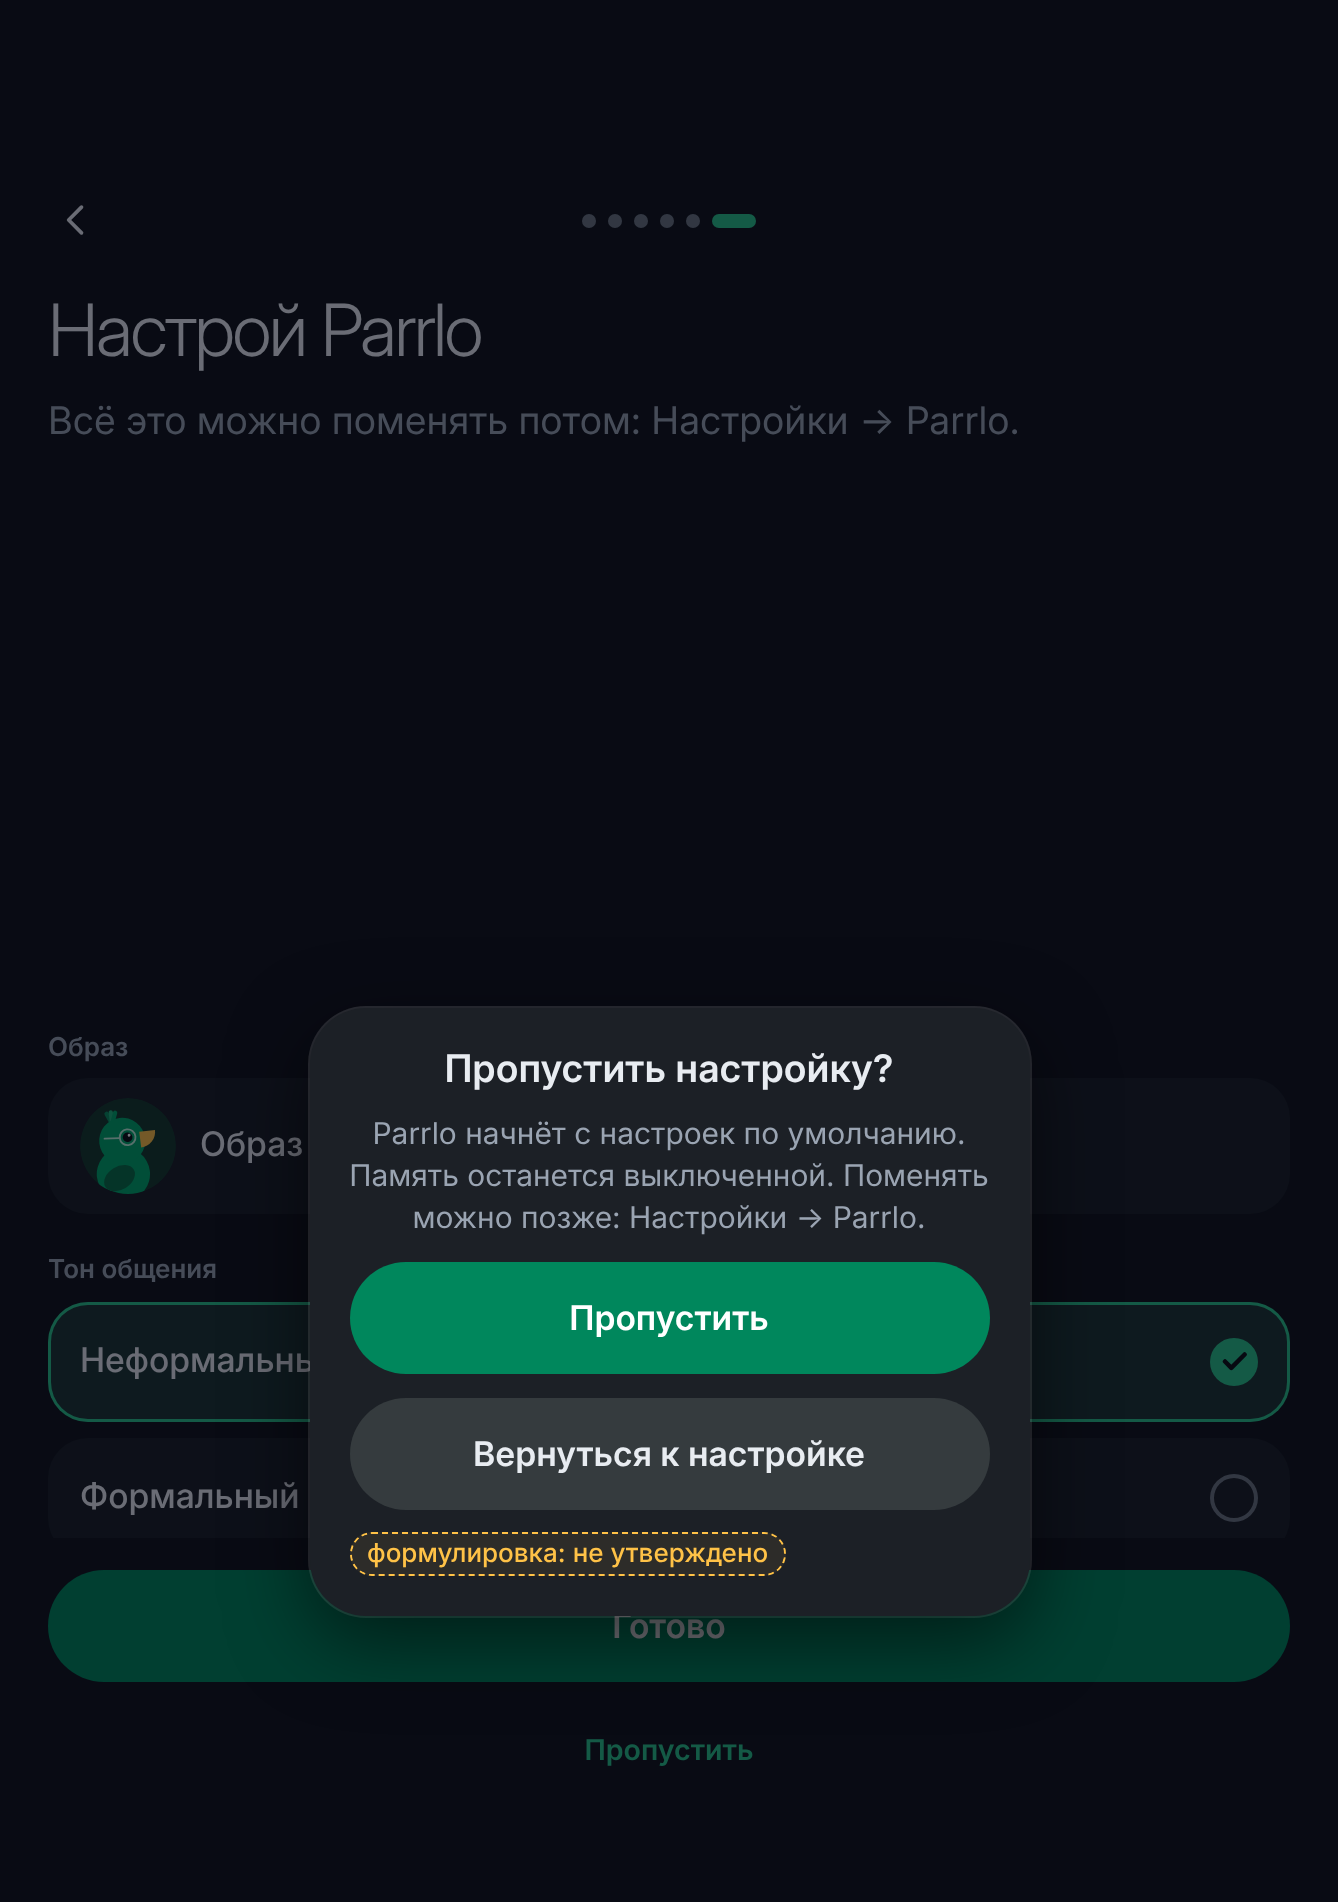 Настрой Parrlo
Всё это можно поменять потом: Настройки → Parrlo.
Образ
Образ
Тон общения
Неформальны
Формальный
Пропустить настройку?
Parrlo начнёт с настроек по умолчанию.
Память останется выключенной. Поменять
можно позже: Настройки → Parrlo.
Пропустить
Вернуться к настройке
формулировка: не утверждено
Готово
Пропустить